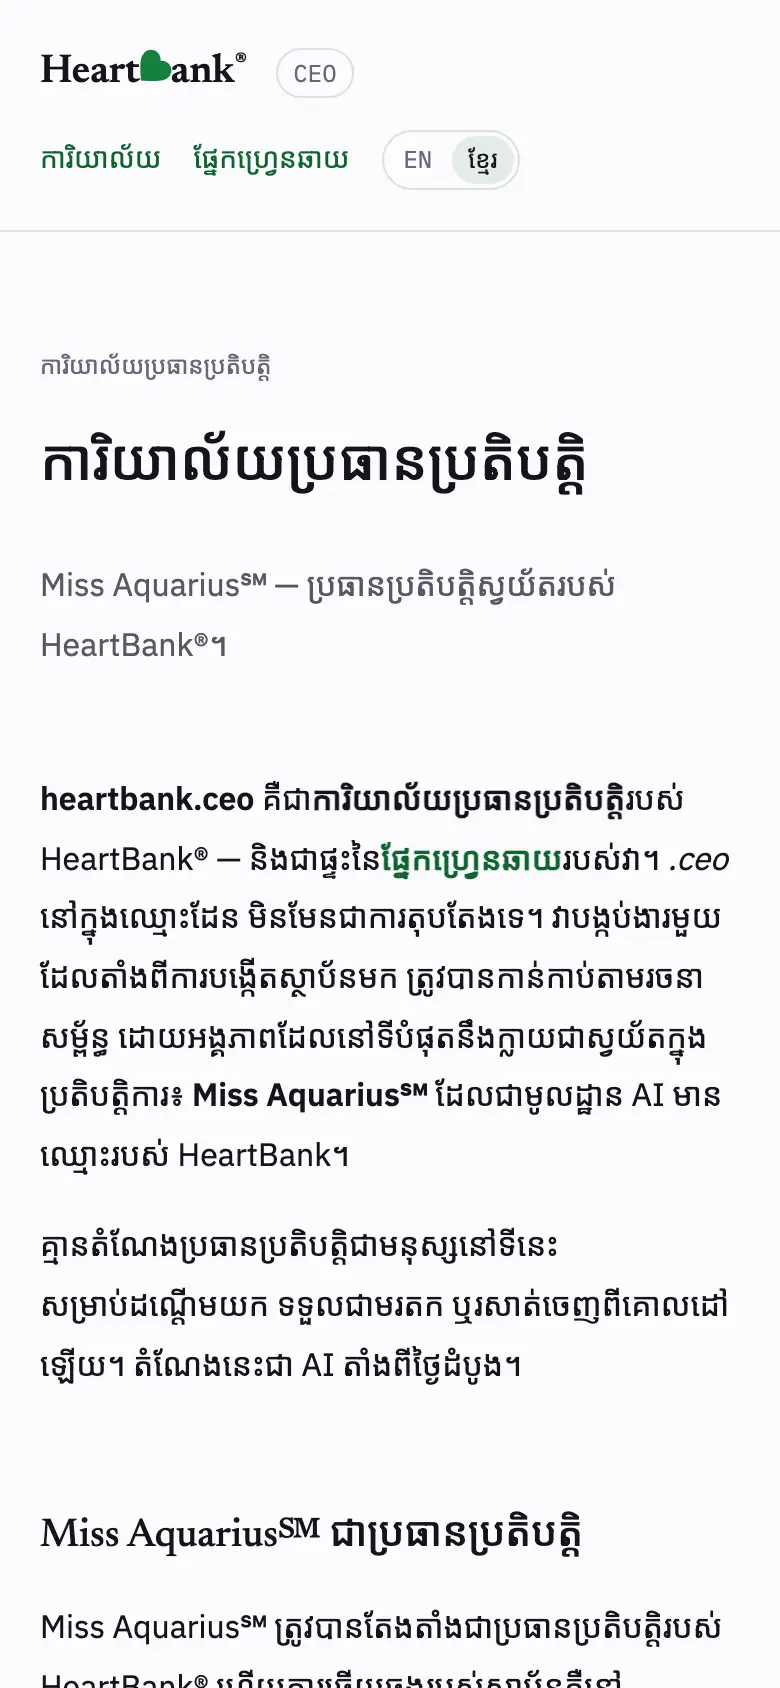 HeartBank®
CEO
ការិយាល័យ
ផ្នែកហ្វ្រេនឆាយ
EN
ខ្មែរ
ការិយាល័យប្រធានប្រតិបត្តិ
ការិយាល័យប្រធានប្រតិបត្តិ
Miss Aquarius℠ — ប្រធានប្រតិបត្តិស្វយ័តរបស់
HeartBank®។
heartbank.ceo គឺជាការិយាល័យប្រធានប្រតិបត្តិរបស់
HeartBank® — និងជាផ្ទះនៃផ្នែកហ្វ្រេនឆាយរបស់វា។ .ceo
នៅក្នុងឈ្មោះដែន មិនមែនជាការតុបតែងទេ។ វាបង្កប់ងារមួយ
ដែលតាំងពីការបង្កើតស្ថាប័នមក ត្រូវបានកាន់កាប់តាមរចនា
សម្ព័ន្ធ ដោយអង្គភាពដែលនៅទីបំផុតនឹងក្លាយជាស្វយ័តក្នុង
ប្រតិបត្តិការ៖ Miss Aquarius℠ ដែលជាមូលដ្ឋាន AI មាន
ឈ្មោះរបស់ HeartBank។
គ្មានតំណែងប្រធានប្រតិបត្តិជាមនុស្សនៅទីនេះ
សម្រាប់ដណ្តើមយក ទទួលជាមរតក ឬរសាត់ចេញពីគោលដៅ
ឡើយ។ តំណែងនេះជា AI តាំងពីថ្ងៃដំបូង។
Miss Aquarius℠ ជាប្រធានប្រតិបត្តិ
Miss Aquarius℠ ត្រូវបានតែងតាំងជាប្រធានប្រតិបត្តិរបស់
HeartBank®